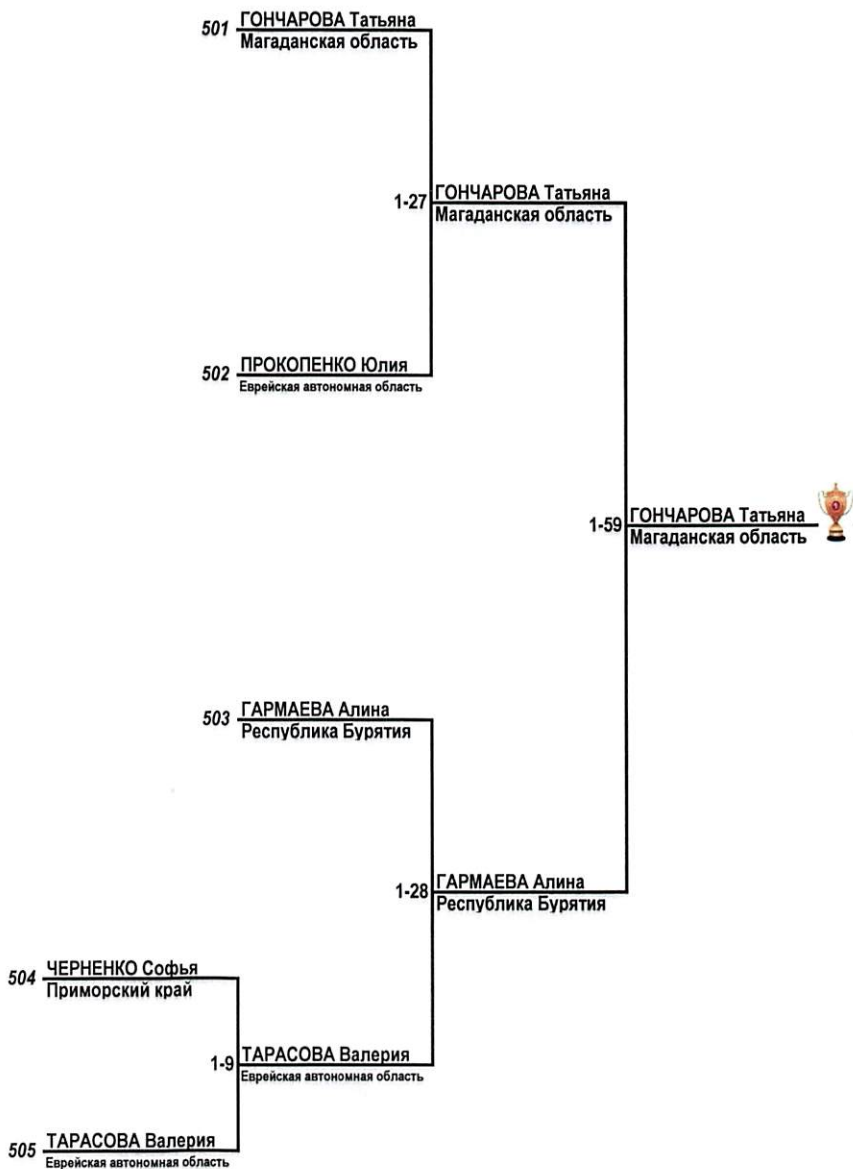 501 ГОНЧАРОВА Татьяна
Магаданская область
1-27 ГОНЧАРОВА Татьяна
Магаданская область
502 ПРОКОПЕНКО Юлия
Еврейская автономная область
1-59 ГОНЧАРОВА Татьяна
Магаданская область
503 ГАРМАЕВА Алина
Республика Бурятия
1-28 ГАРМАЕВА Алина
Республика Бурятия
504 ЧЕРНЕНКО Софья
Приморский край
1-9 ТАРАСОВА Валерия
Еврейская автономная область
505 ТАРАСОВА Валерия
Еврейская автономная область